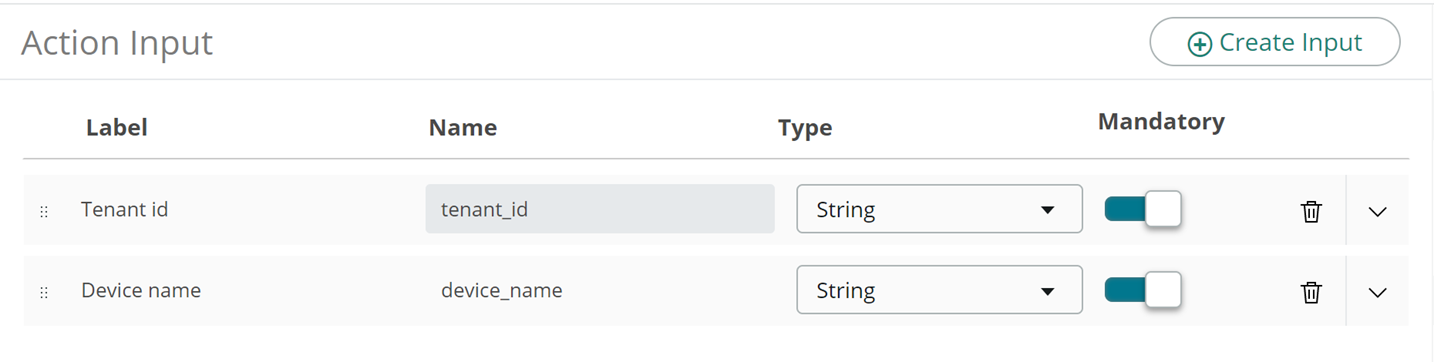 Action Input
Create Input
Label Name Type Mandatory
Tenant id tenant_id String
Device name device_name String